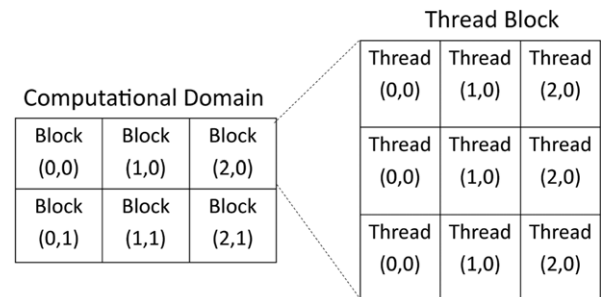 Thread Block
Thread Thread Thread
(0,0) (1,0) (2,0)
Thread Thread Thread
(0,0) (1,0) (2,0)
Thread Thread Thread
(0,0) (1,0) (2,0)
Computational Domain
Block Block Block
(0,0) (1,0) (2,0)
Block Block Block
(0,1) (1,1) (2,1)